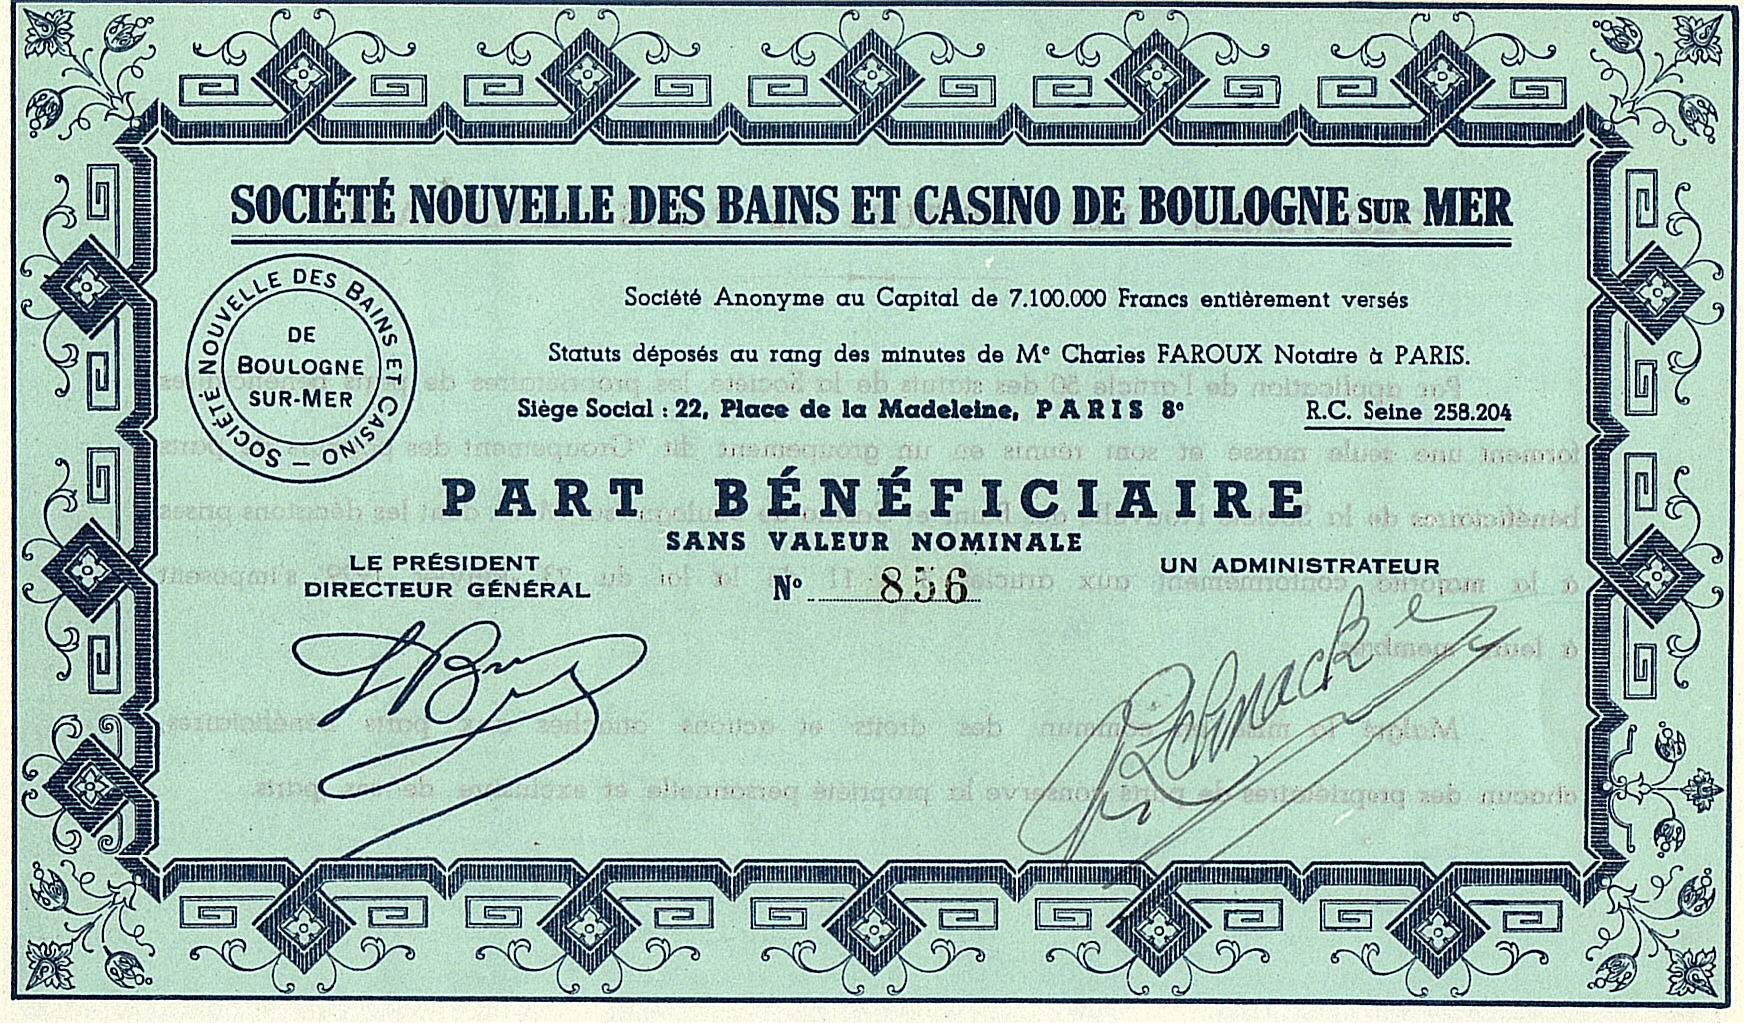 SOCIÉTÉ NOUVELLE DES BAINS ET CASINO DE BOULOGNE SUR MER
SOCIÉTÉ NOUVELLE DES BAINS ET CASINO
DE
BOULOGNE
SUR-MER
Société Anonyme au Capital de 7.100.000 Francs entièrement versés
Statuts déposés au rang des minutes de Me Charles FAROUX Notaire à PARIS.
Siège Social : 22, Place de la Madeleine, PARIS 8e R.C. Seine 258.204
PART BÉNÉFICIAIRE
SANS VALEUR NOMINALE
LE PRÉSIDENT
DIRECTEUR GÉNÉRAL
No 856
UN ADMINISTRATEUR